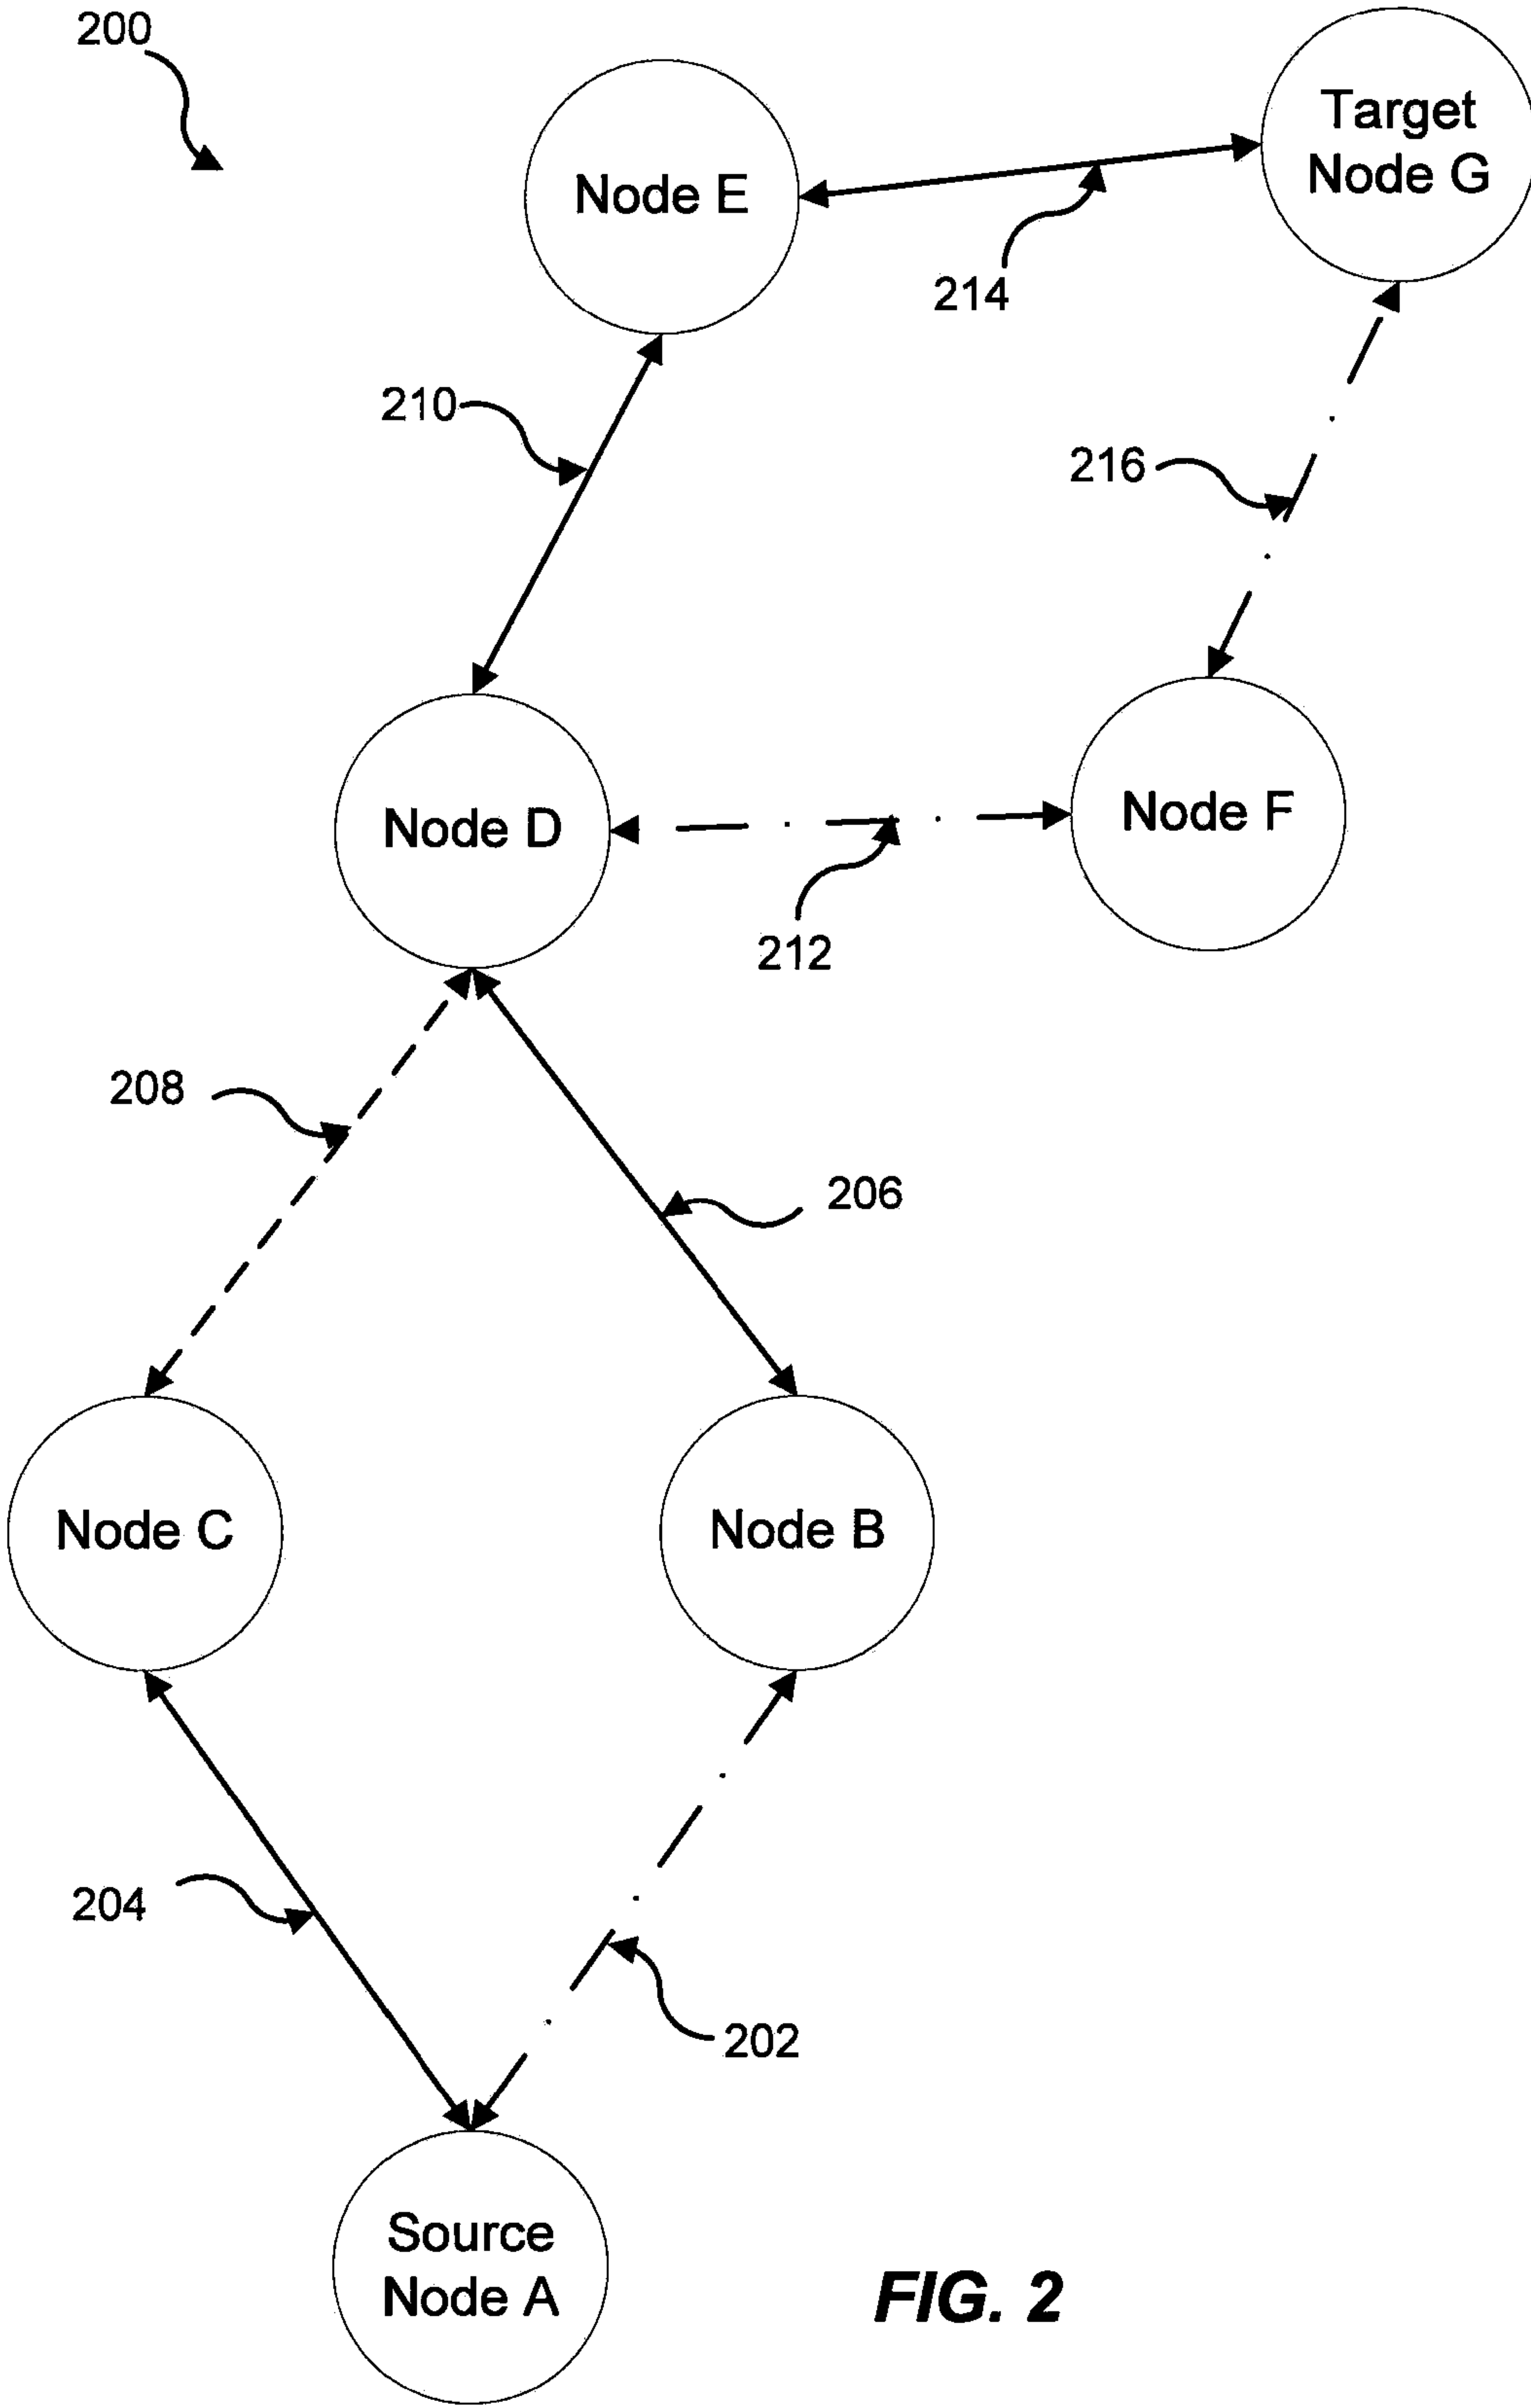 200
Target
Node G
Node E
214
210
216
Node D
Node F
212
208
206
Node C
Node B
204
202
Source
Node A
FIG. 2